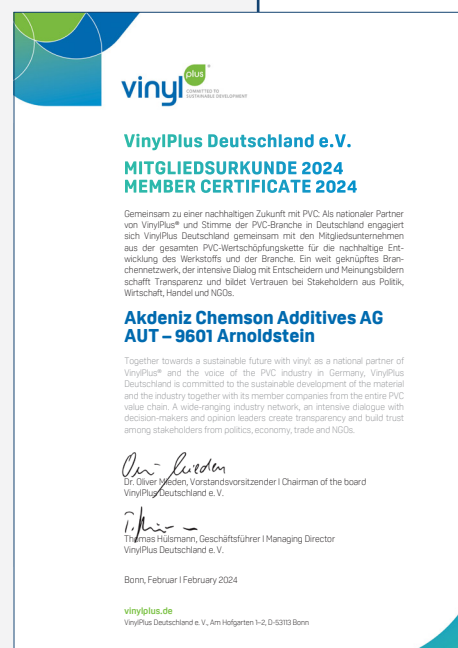 vinyl plus®
COMMITTED TO
SUSTAINABLE DEVELOPMENT
VinylPlus Deutschland e.V.
MITGLIEDSURKUNDE 2024
MEMBER CERTIFICATE 2024
Gemeinsam zu einer nachhaltigen Zukunft mit PVC: Als nationaler Partner
von VinylPlus® und Stimme der PVC-Branche in Deutschland engagiert
sich VinylPlus Deutschland gemeinsam mit den Mitgliedsunternehmen
aus der gesamten PVC-Wertschöpfungskette für die nachhaltige Ent-
wicklung des Werkstoffs und der Branche. Ein weit geknüpftes Bran-
chennetzwerk, der intensive Dialog mit Entscheidern und Meinungsbildern
schafft Transparenz und bildet Vertrauen bei Stakeholdern aus Politik,
Wirtschaft, Handel und NGOs.
Akdeniz Chemson Additives AG
AUT – 9601 Arnoldstein
Together towards a sustainable future with vinyl: as a national partner of
VinylPlus® and the voice of the PVC industry in Germany, VinylPlus
Deutschland is committed to the sustainable development of the material
and the industry together with its member companies from the entire PVC
value chain. A wide-ranging industry network, an intensive dialogue with
decision-makers and opinion leaders create transparency and build trust
among stakeholders from politics, economy, trade and NGOs.
Dr. Oliver Mieden, Vorstandsvorsitzender | Chairman of the board
VinylPlus Deutschland e. V.
Thomas Hülsmann, Geschäftsführer | Managing Director
VinylPlus Deutschland e. V.
Bonn, Februar | February 2024
vinylplus.de
VinylPlus Deutschland e. V., Am Hofgarten 1–2, D-53113 Bonn